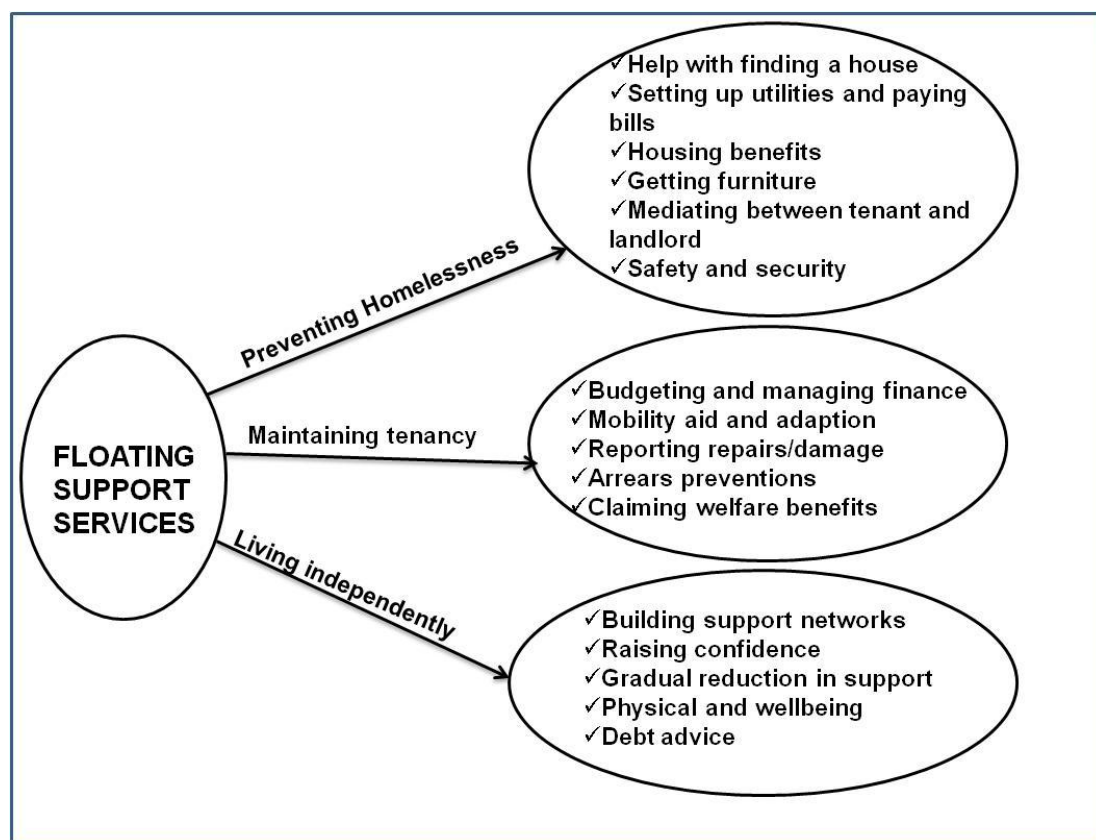 FLOATING
SUPPORT
SERVICES
Preventing Homelessness
✓Help with finding a house
✓Setting up utilities and paying
bills
✓Housing benefits
✓Getting furniture
✓Mediating between tenant and
landlord
✓Safety and security
Maintaining tenancy
✓Budgeting and managing finance
✓Mobility aid and adaption
✓Reporting repairs/damage
✓Arrears preventions
✓Claiming welfare benefits
Living independently
✓Building support networks
✓Raising confidence
✓Gradual reduction in support
✓Physical and wellbeing
✓Debt advice